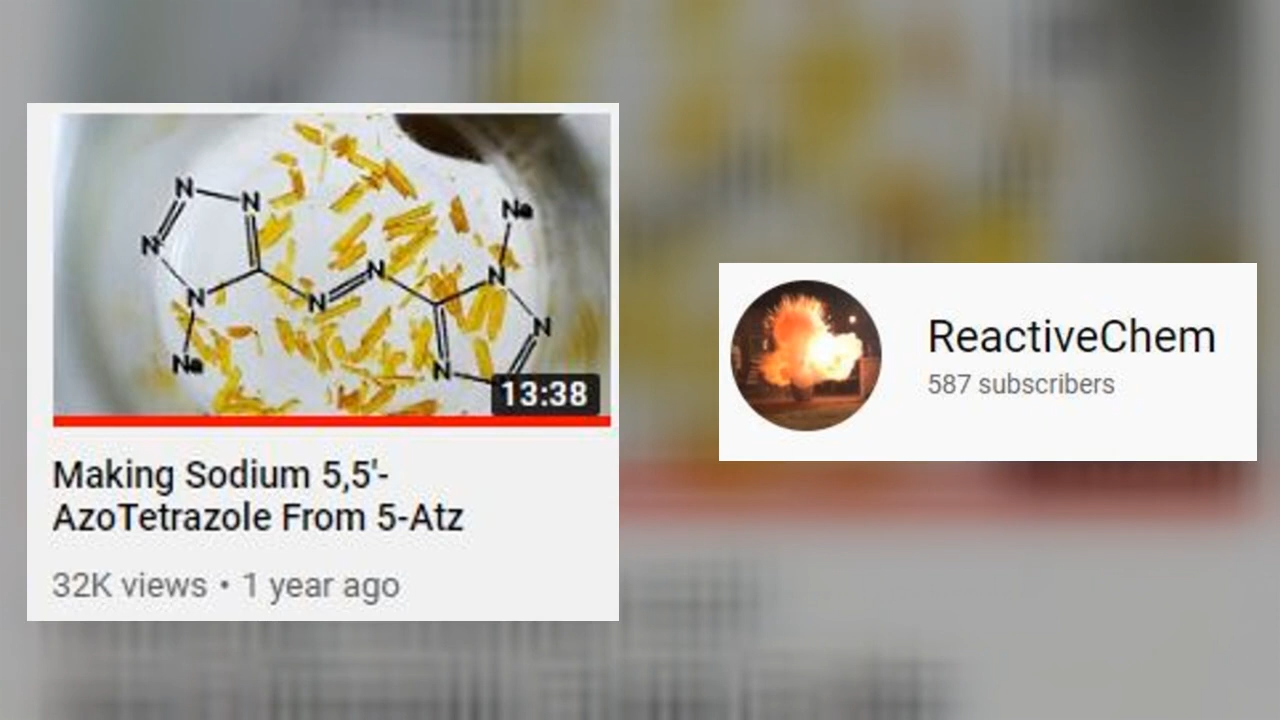 N N Na
N N N
N N N
Na N
13:38
Making Sodium 5,5'-
AzoTetrazole From 5-Atz
32K views • 1 year ago
ReactiveChem
587 subscribers